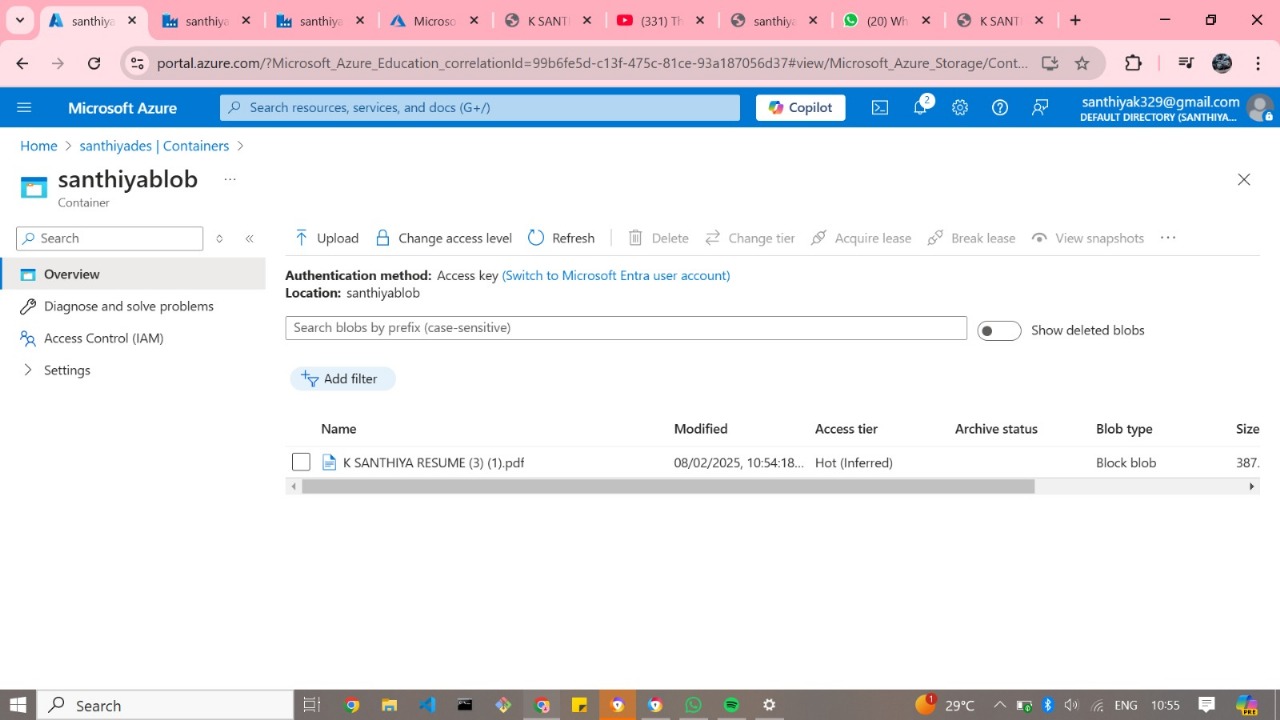 santhiya
santhiya
santhiya
Microso
K SANT
(331) Th
santhiya
(20) Wh
K SANT
portal.azure.com/?Microsoft_Azure_Education_correlationId=99b6fe5d-c13f-475c-81ce-93a187056d37#view/Microsoft_Azure_Storage/Cont...
Microsoft Azure
Search resources, services, and docs (G+/)
Copilot
2
santhiyak329@gmail.com
DEFAULT DIRECTORY (SANTHIYA...
Home > santhiyades | Containers >
santhiyablob ...
Container
Search
Upload Change access level Refresh Delete Change tier Acquire lease Break lease View snapshots ...
Overview
Diagnose and solve problems
Access Control (IAM)
Settings
Authentication method: Access key (Switch to Microsoft Entra user account)
Location: santhiyablob
Search blobs by prefix (case-sensitive)
Show deleted blobs
Add filter
Name Modified Access tier Archive status Blob type Size
K SANTHIYA RESUME (3) (1).pdf 08/02/2025, 10:54:18... Hot (Inferred) Block blob 387.
Search
1
29°C
ENG
10:55
PRE